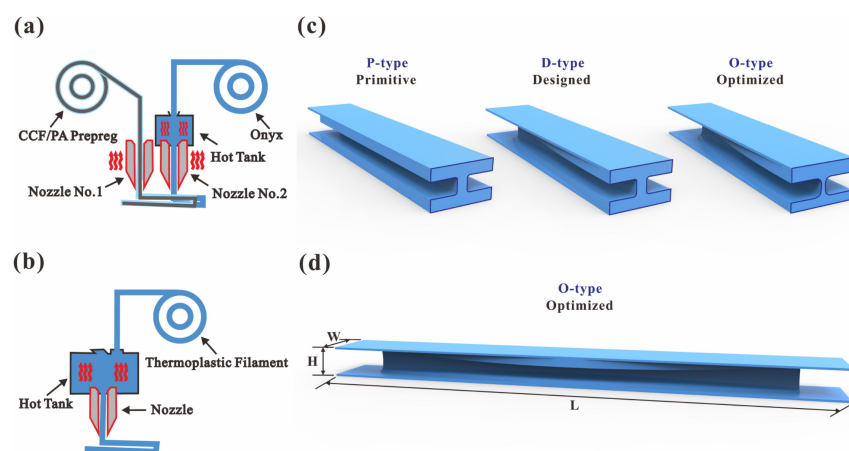 (a)
CCF/PA Prepreg
Onyx
Hot Tank
Nozzle No.1
Nozzle No.2
(b)
Thermoplastic Filament
Hot Tank
Nozzle
(c)
P-type
Primitive
D-type
Designed
O-type
Optimized
(d)
O-type
Optimized
W
H
L